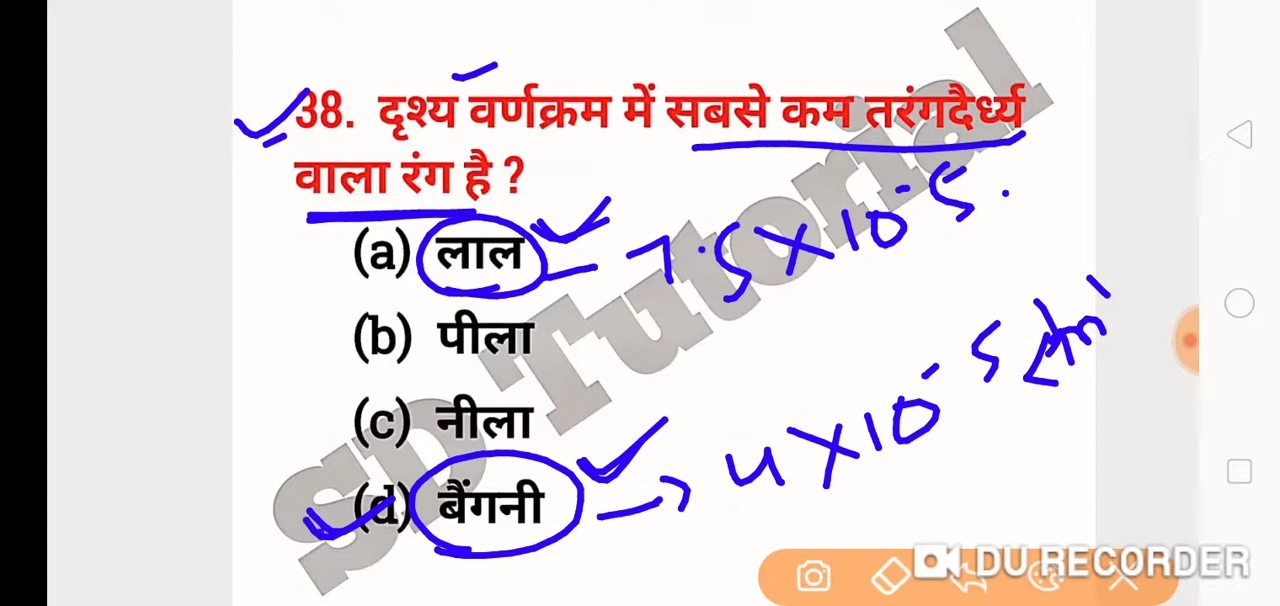 38. दृश्य वर्णक्रम में सबसे कम तरंगदैर्ध्य
वाला रंग है ?
(a) लाल 7.5 X 10-5.
(b) पीला
(c) नीला
(d) बैंगनी → 4 X 10-5 cm
SD Tutorial
DU RECORDER